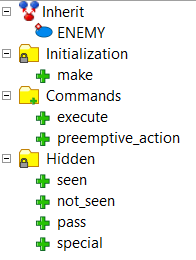 Inherit
ENEMY
Initialization
make
Commands
execute
preemptive_action
Hidden
seen
not_seen
pass
special